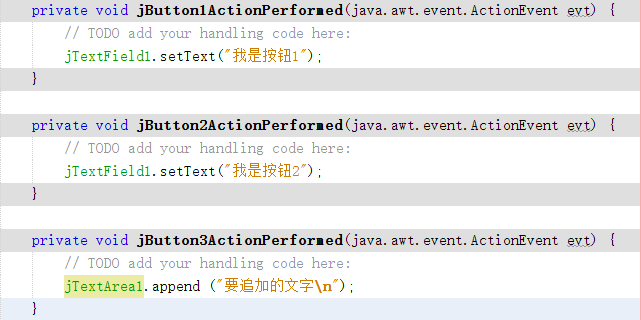 private void jButton1ActionPerformed(java.awt.event.ActionEvent evt) {
// TODO add your handling code here:
jTextField1.setText("我是按钮1");
}
private void jButton2ActionPerformed(java.awt.event.ActionEvent evt) {
// TODO add your handling code here:
jTextField1.setText("我是按钮2");
}
private void jButton3ActionPerformed(java.awt.event.ActionEvent evt) {
// TODO add your handling code here:
jTextArea1.append ("要追加的文字\n");
}